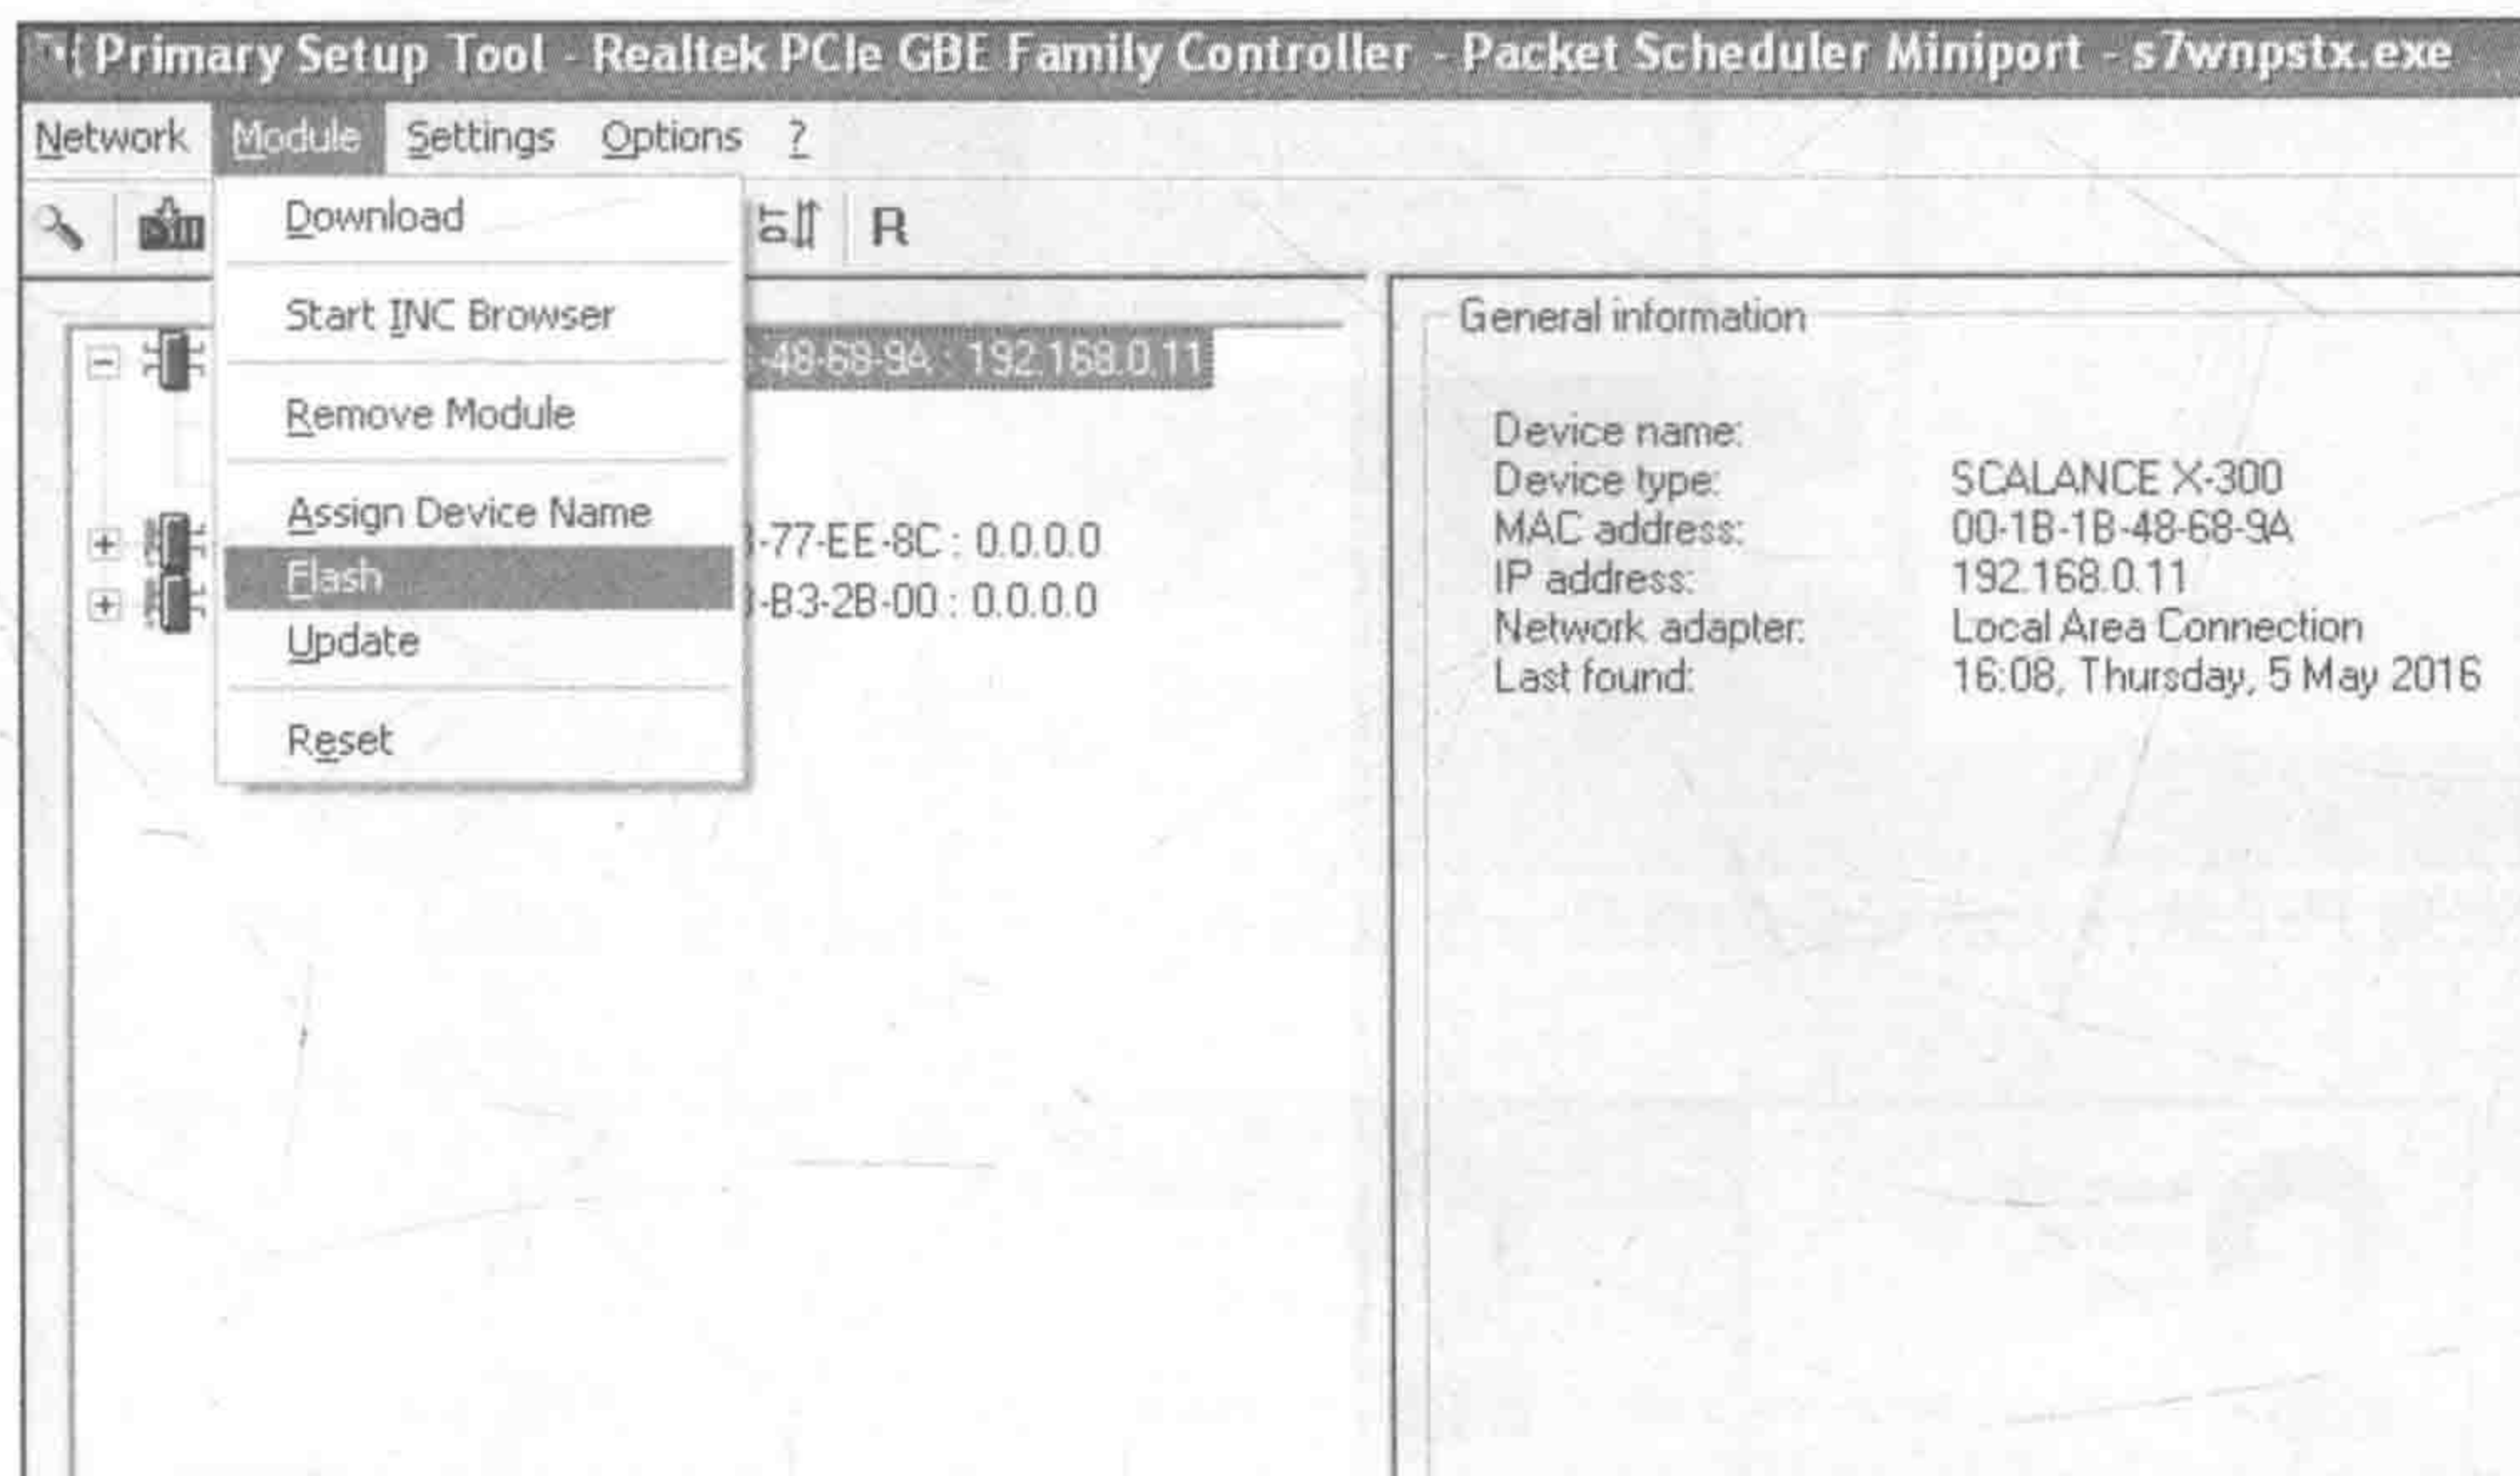 Primary Setup Tool - Realtek PCIe GBE Family Controller - Packet Scheduler Miniport - s7wnpstx.exe
Network Module Settings Options ?
DT R
Download
Start INC Browser
Remove Module
Assign Device Name
Flash
Update
Reset
-48-68-9A : 192.168.0.11
-77-EE-8C : 0.0.0.0
-B3-2B-00 : 0.0.0.0
General information
Device name:
Device type: SCALANCE X-300
MAC address: 00-1B-1B-48-68-9A
IP address: 192.168.0.11
Network adapter: Local Area Connection
Last found: 16:08, Thursday, 5 May 2016